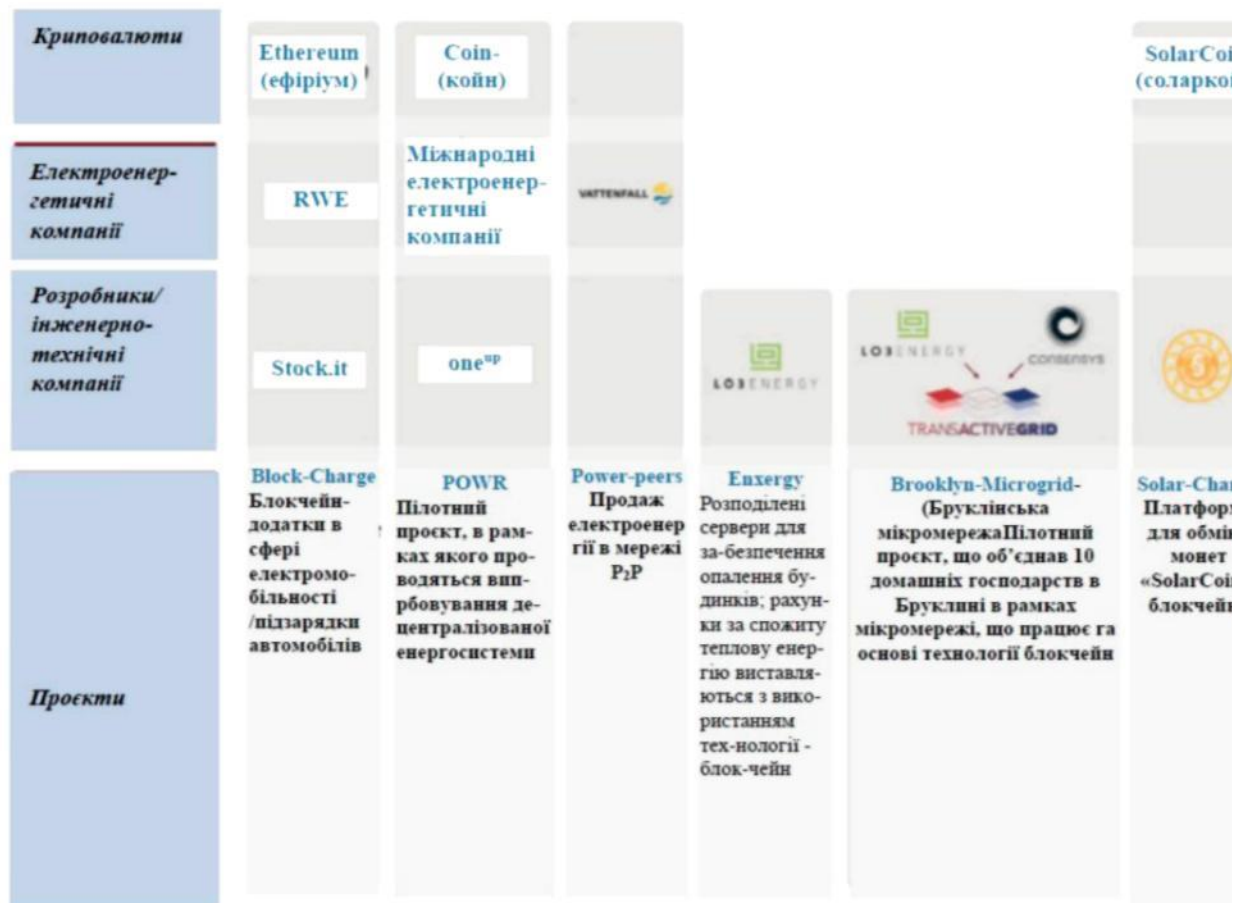 Криповалюти
Ethereum
(ефіріум)
Coin-
(койн)
Електроенер-
гетичні
компанії
RWE
Міжнародні
електроенер-
гетичні
компанії
VATTENFALL
Розробники/
інженерно-
технічні
компанії
Stock.it
oneup
LO3ENERGY
LO3ENERGY
CONSENSYS
TRANSACTIVEGRID
Проєкти
Block-Charge
Блокчейн-
додатки в
сфері
електромо-
більності
/підзарядки
автомобілів
POWR
Пілотний
проєкт, в рам-
ках якого про-
водяться вип-
рбовування де-
централізованої
енергосистеми
Power-peers
Продаж
електроенер
гії в мережі
P2P
Enxergy
Розподілені
сервери для
за-безпечення
опалення бу-
динків; рахун-
ки за спожиту
теплову енер-
гію виставля-
ються з вико-
ристанням
тех-нології -
блок-чейн
Brooklyn-Microgrid-
(Бруклінська
мікромережаПілотний
проєкт, що об’єднав 10
домашніх господарств в
Бруклині в рамках
мікромережі, що працює га
основі технології блокчейн
Платформ
для обмін
монет